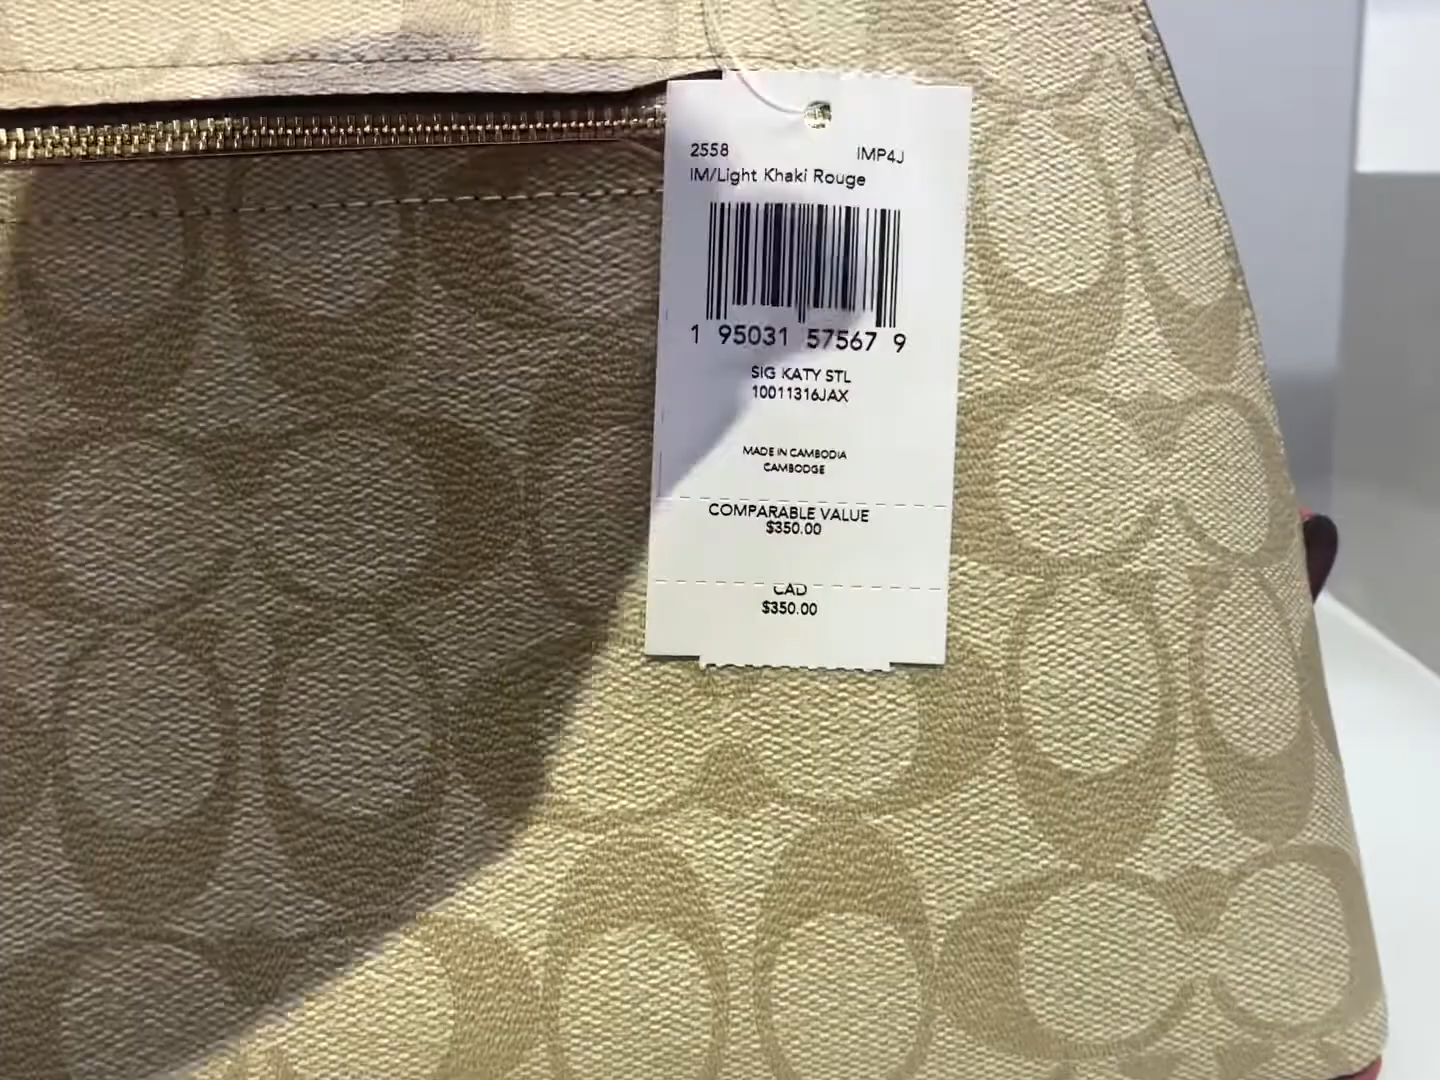 2558 IMP4J
IM/Light Khaki Rouge
1 95031 57567 9
SIG KATY STL
10011316JAX
MADE IN CAMBODIA
CAMBODGE
COMPARABLE VALUE
$350.00
CAD
$350.00